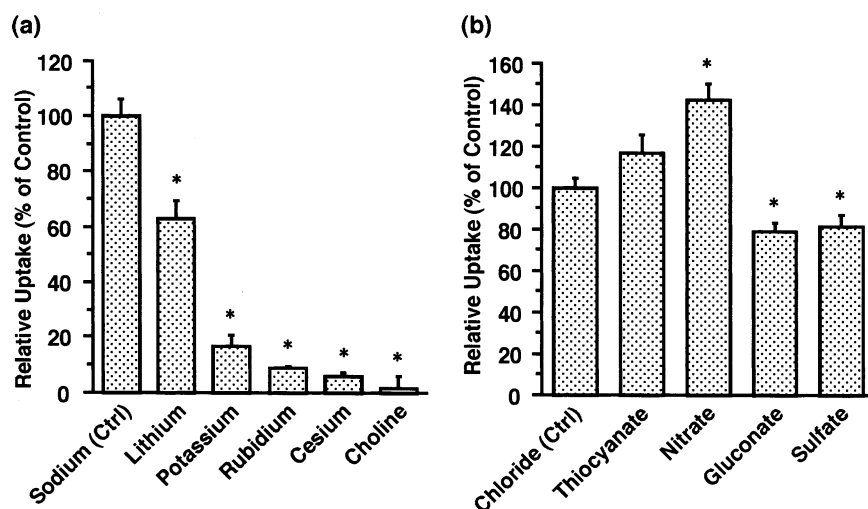 (a)
Relative Uptake (% of Control)
120
100
80
60
40
20
0
*
*
*
*
*
Sodium (Ctrl)
Lithium
Potassium
Rubidium
Cesium
Choline
(b)
Relative Uptake (% of Control)
160
140
120
100
80
60
40
20
0
*
*
*
Chloride (Ctrl)
Thiocyanate
Nitrate
Gluconate
Sulfate